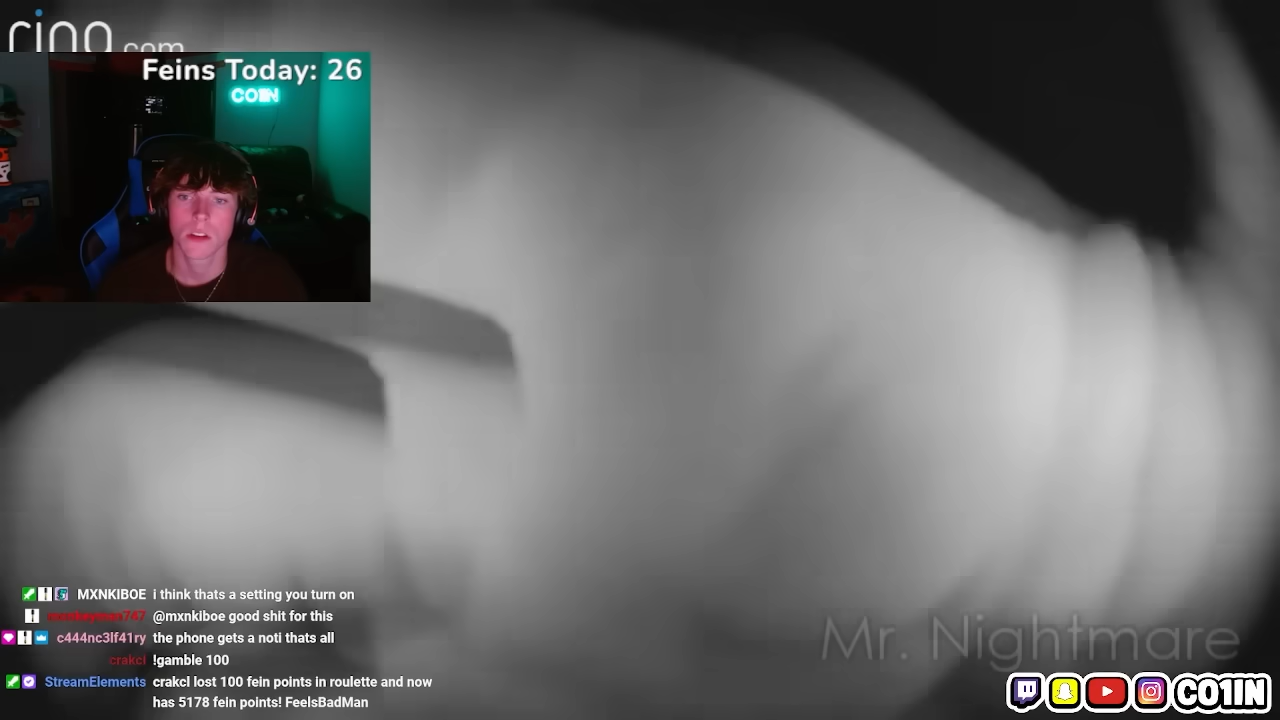 ring.com
Feins Today: 26
CO1IN
MXNKIBOE i think thats a setting you turn on
@mxnkiboe good shit for this
c444nc3lf41ry the phone gets a noti thats all
crakcl !gamble 100
StreamElements crakcl lost 100 fein points in roulette and now
has 5178 fein points! FeelsBadMan
Mr. Nightmare
CO1IN